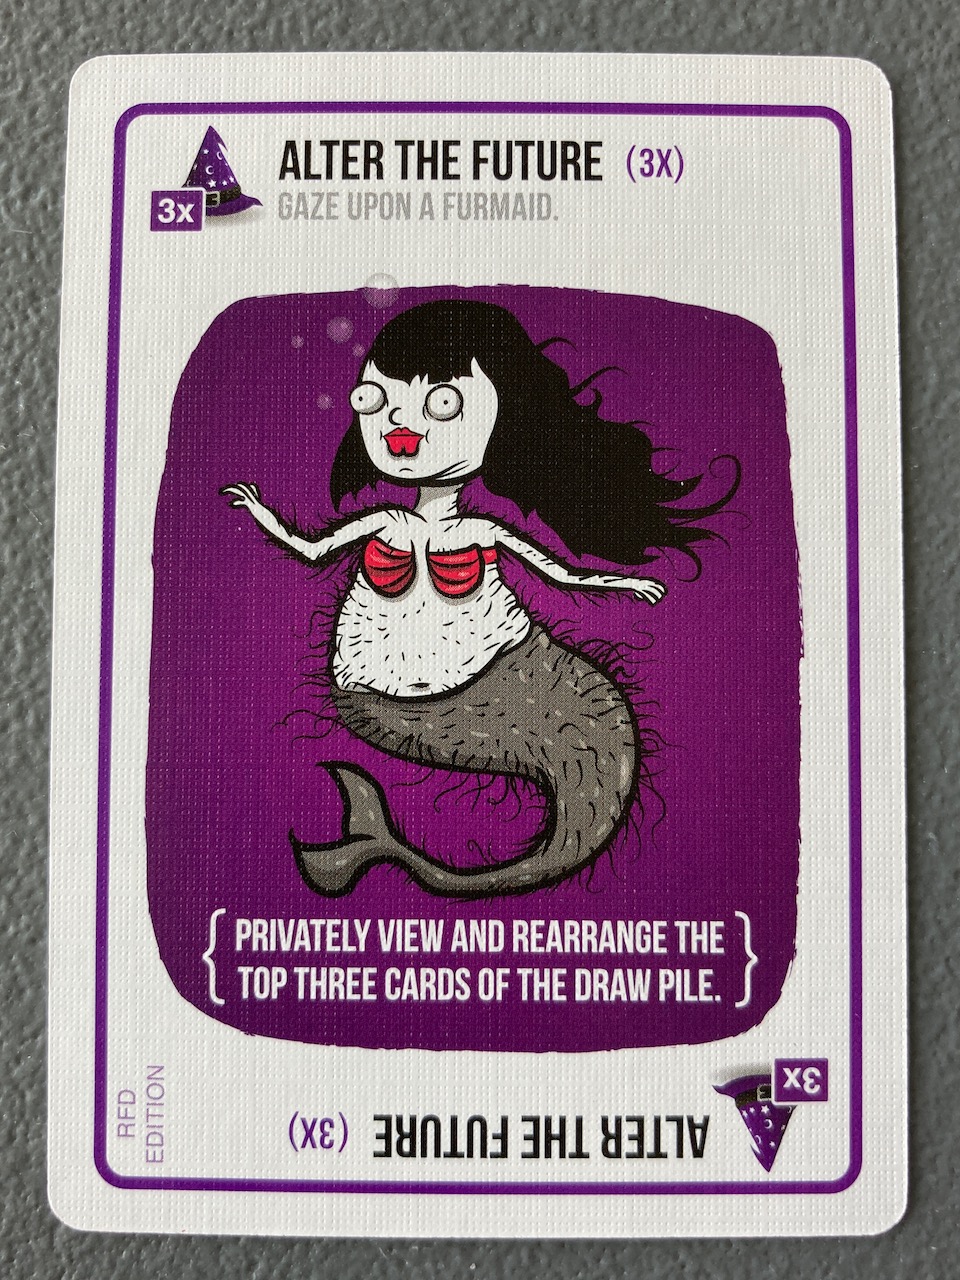 ALTER THE FUTURE (3X)
3x
GAZE UPON A FURMAID.
PRIVATELY VIEW AND REARRANGE THE
TOP THREE CARDS OF THE DRAW PILE.
RFD
EDITION
3x
ALTER THE FUTURE (3X)